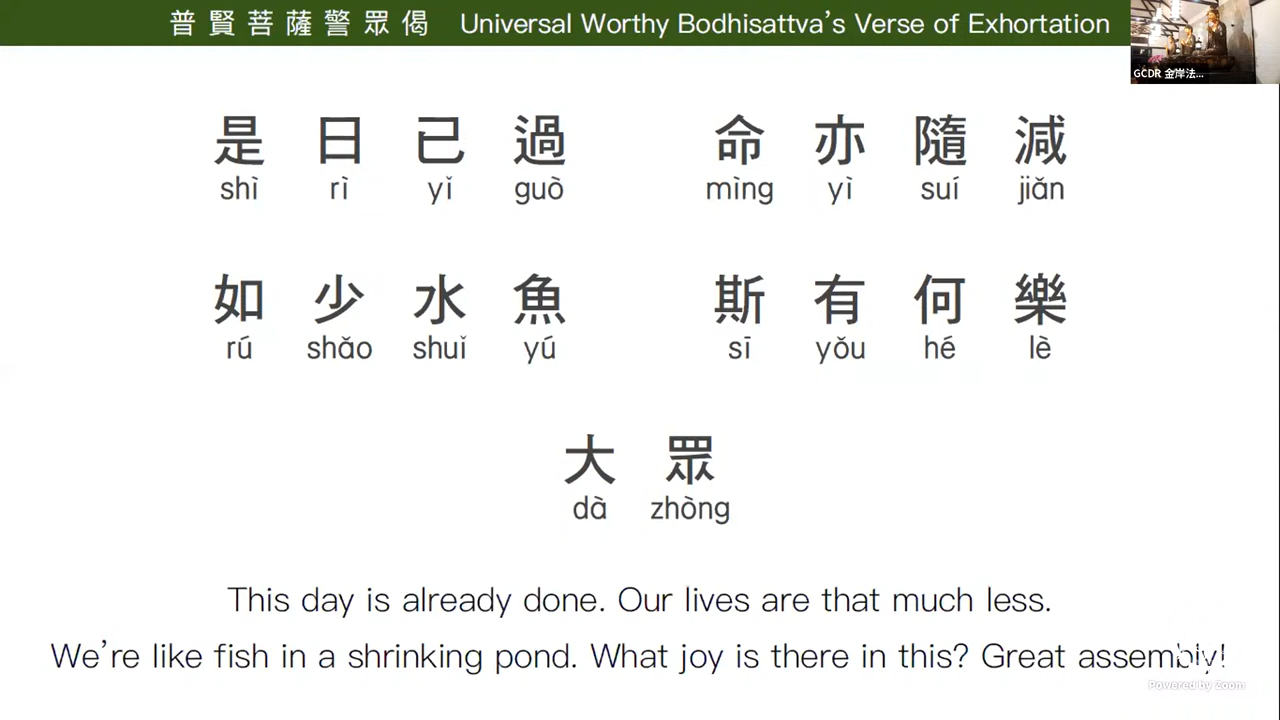 普賢菩薩警眾偈 Universal Worthy Bodhisattva's Verse of Exhortation
GCDR 金岸法...
是日已過 命亦隨減
shì rì yǐ guò mìng yì suí jiǎn
如少水魚 斯有何樂
rú shǎo shuǐ yú sī yǒu hé lè
大眾
dà zhòng
This day is already done. Our lives are that much less.
We're like fish in a shrinking pond. What joy is there in this? Great assembly!
Powered by Zoom